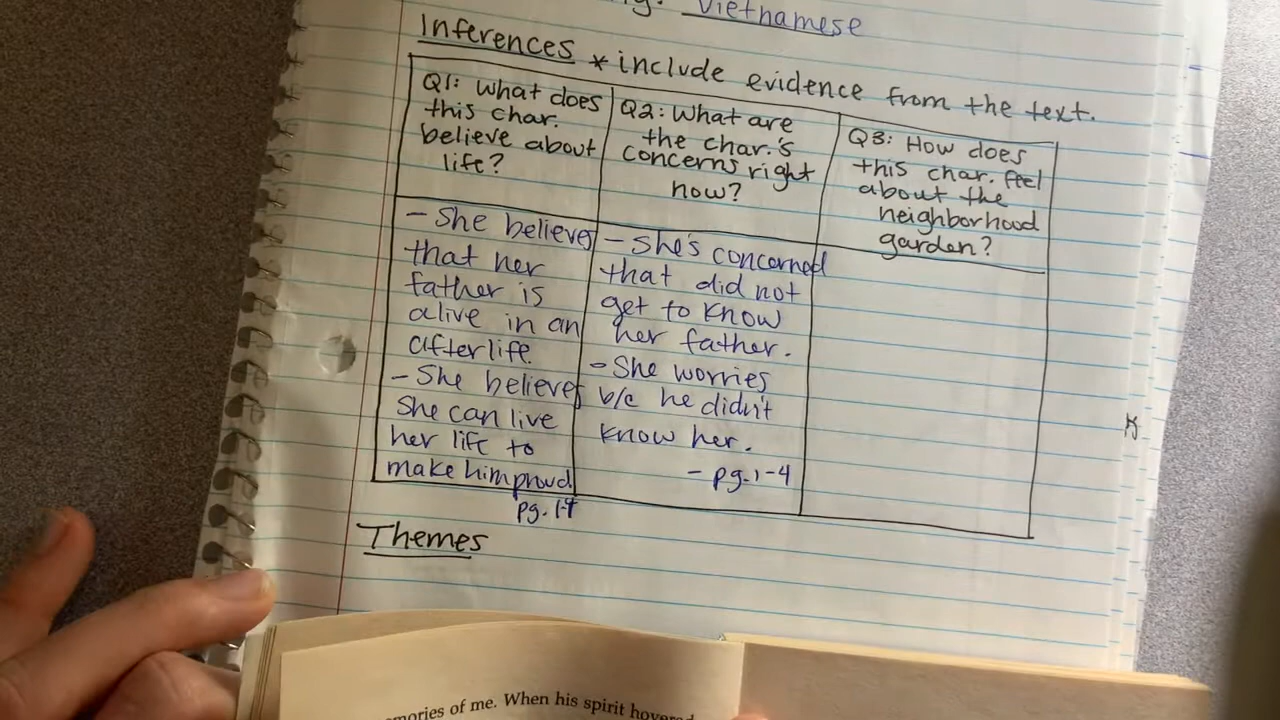 Vietnamese
Inferences * include evidence from the text.
Q1: What does
this char.
believe about
life?
Q2: What are
the char.'s
concerns right
now?
Q3: How does
this char. feel
about the
neighborhood
garden?
- She believes
that her
father is
alive in an
afterlife.
- She believes
she can live
her life to
make him proud.
pg. 1-4
- She's concerned
that did not
get to know
her father.
- She worries
b/c he didn't
know her.
- pg. 1-4
Themes
of me. When his spirit hovered